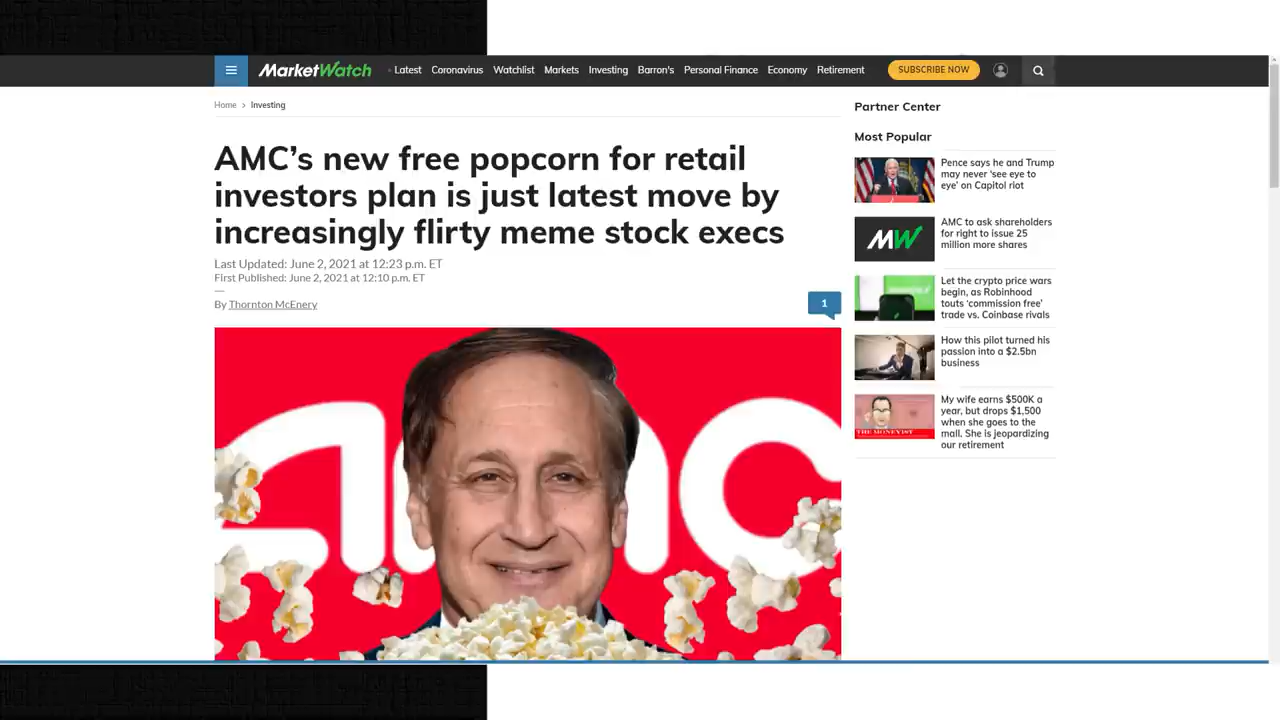 MarketWatch
Latest Coronavirus Watchlist Markets Investing Barron's Personal Finance Economy Retirement
SUBSCRIBE NOW
Home > Investing
AMC's new free popcorn for retail
investors plan is just latest move by
increasingly flirty meme stock execs
Last Updated: June 2, 2021 at 12:23 p.m. ET
First Published: June 2, 2021 at 12:10 p.m. ET
By Thornton McEnery
1
amc
Partner Center
Most Popular
Pence says he and Trump
may never 'see eye to
eye' on Capitol riot
MW
AMC to ask shareholders
for right to issue 25
million more shares
Let the crypto price wars
begin, as Robinhood
touts 'commission free'
trade vs. Coinbase rivals
How this pilot turned his
passion into a $2.5bn
business
THE MONEYIST
My wife earns $500K a
year, but drops $1,500
when she goes to the
mall. She is jeopardizing
our retirement